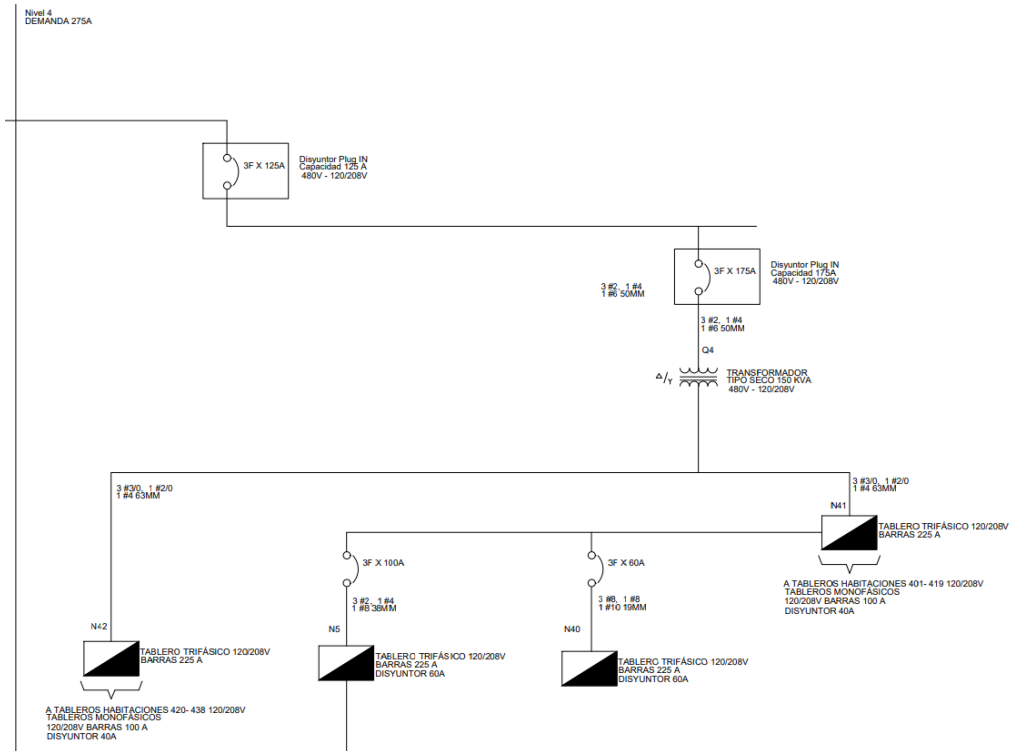 Nivel 4
DEMANDA 275A
3F X 125A
Disyuntor Plug IN
Capacidad 125 A
480V - 120/208V
3F X 175A
Disyuntor Plug IN
Capacidad 175A
480V - 120/208V
3 #2, 1 #4
1 #6 50MM
3 #2, 1 #4
1 #6 50MM
Q4
Δ/Y
TRANSFORMADOR
TIPO SECO 150 KVA
480V - 120/208V
3 #3/0, 1 #2/0
1 #4 63MM
3 #3/0, 1 #2/0
1 #4 63MM
N41
TABLERO TRIFÁSICO 120/208V
BARRAS 225 A
A TABLEROS HABITACIONES 401- 419 120/208V
TABLEROS MONOFÁSICOS
120/208V BARRAS 100 A
DISYUNTOR 40A
3F X 100A
3 #2, 1 #4
1 #8 38MM
N5
TABLERO TRIFÁSICO 120/208V
BARRAS 225 A
DISYUNTOR 60A
3F X 60A
3 #8, 1 #8
1 #10 19MM
N40
TABLERO TRIFÁSICO 120/208V
BARRAS 225 A
DISYUNTOR 60A
N42
TABLERO TRIFÁSICO 120/208V
BARRAS 225 A
A TABLEROS HABITACIONES 420- 438 120/208V
TABLEROS MONOFÁSICOS
120/208V BARRAS 100 A
DISYUNTOR 40A